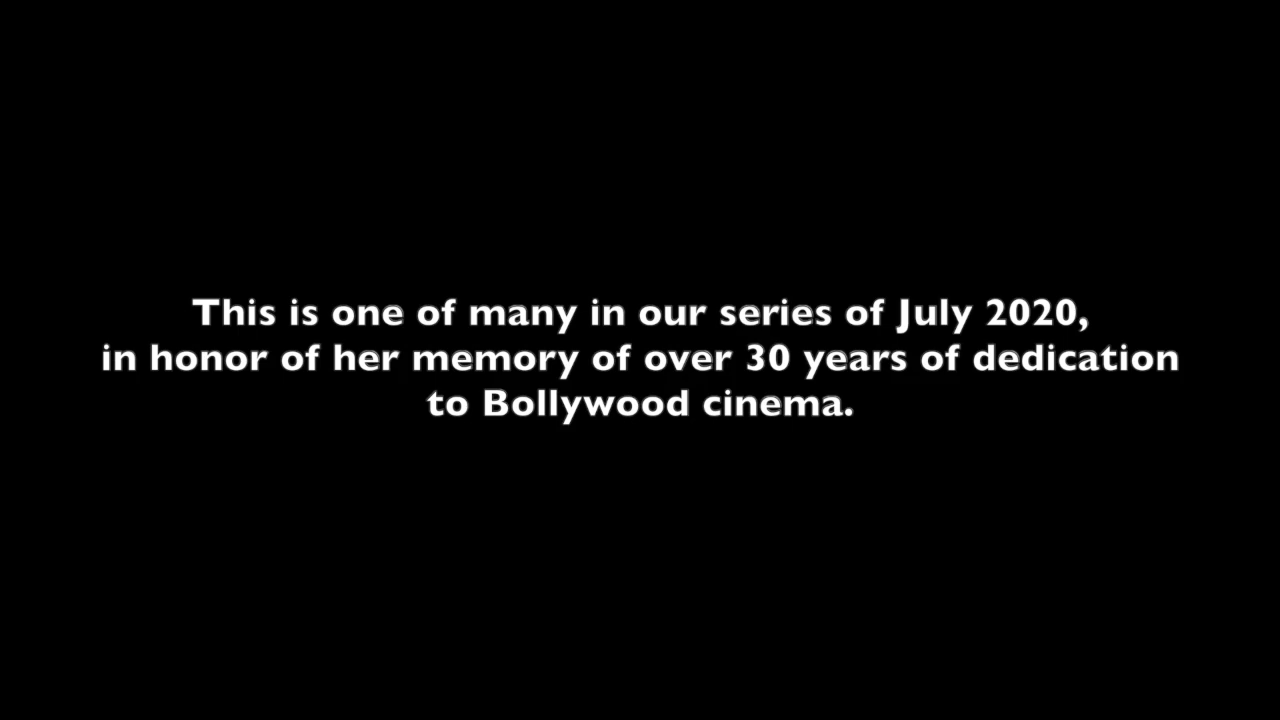 This is one of many in our series of July 2020,
in honor of her memory of over 30 years of dedication
to Bollywood cinema.